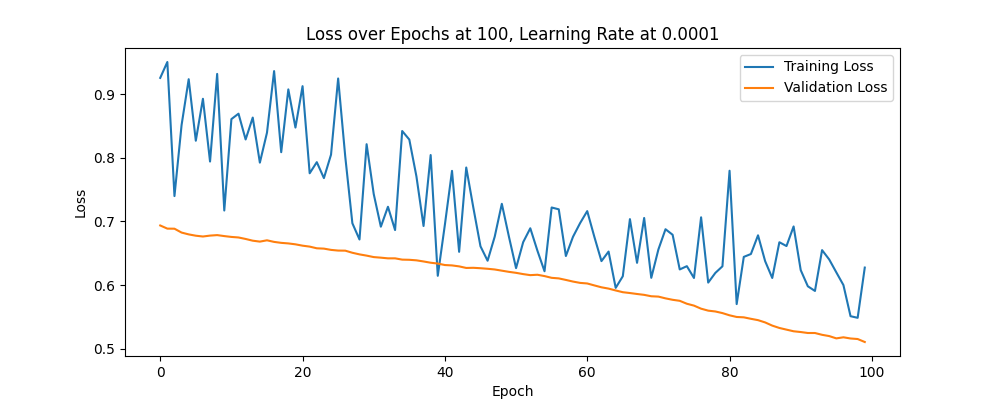 Loss over Epochs at 100, Learning Rate at 0.0001
Training Loss
Validation Loss
0.9
0.8
0.7
0.6
0.5
Loss
0
20
40
60
80
100
Epoch